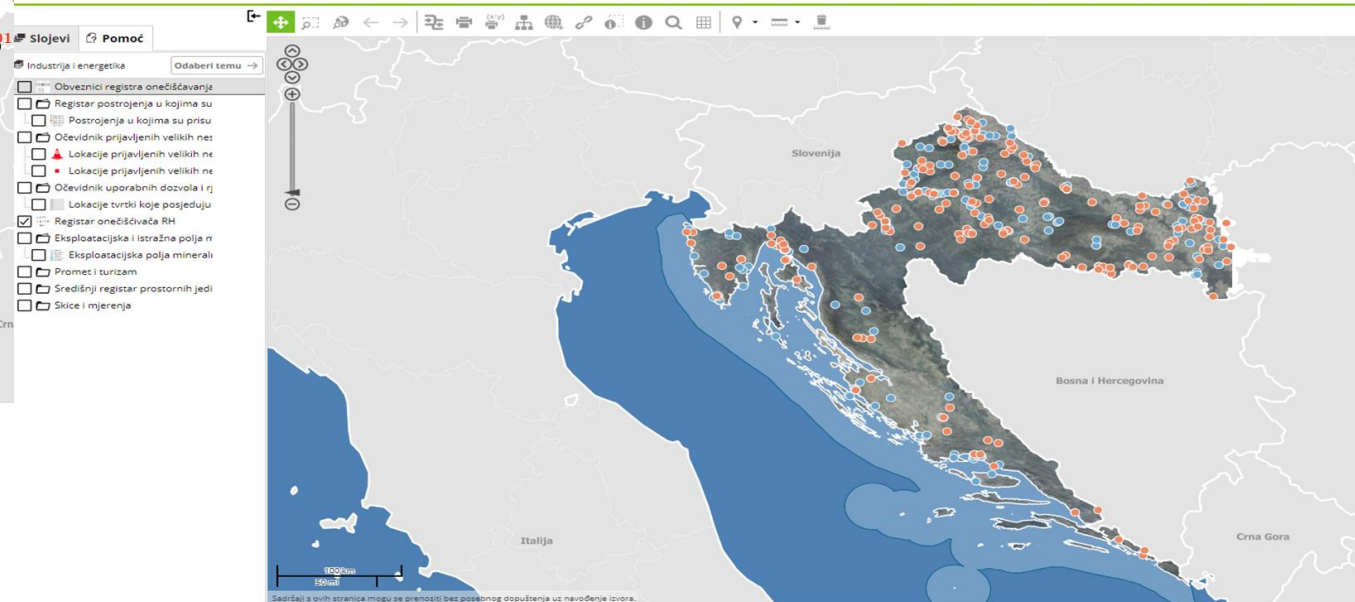 Slojevi
Pomoć
Industrija i energetika
Odaberi temu →
Obveznici registra onečišćavanja
Registar postrojenja u kojima su
Postrojenja u kojima su prisu
Očevidnik prijavljenih velikih nes
Lokacije prijavljenih velikih ne
Lokacije prijavljenih velikih ne
Očevidnik uporabnih dozvola i rj
Lokacije tvrtki koje posjeduju
Registar onečišćivača RH
Eksploatacijska i istražna polja m
Eksploatacijska polja mineraln
Promet i turizam
Središnji registar prostornih jedi
Skice i mjerenja
(x:y)
Slovenija
Bosna i Hercegovina
Italija
Crna Gora
Crn
100 km
50 mi
Sadržaji s ovih stranica mogu se prenositi bez posebnog dopuštenja uz navođenje izvora.